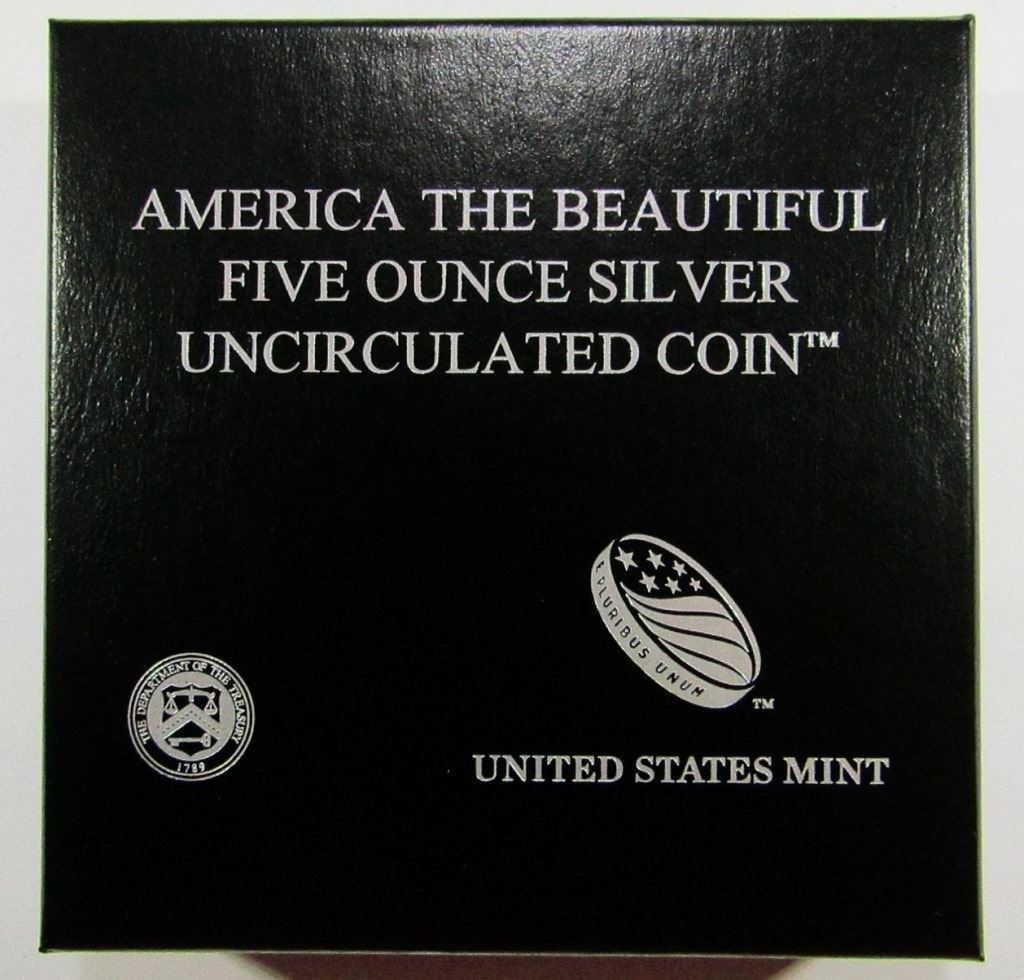 AMERICA THE BEAUTIFUL
FIVE OUNCE SILVER
UNCIRCULATED COIN™
E PLURIBUS UNUM
TM
THE DEPARTMENT OF THE TREASURY
1789
UNITED STATES MINT